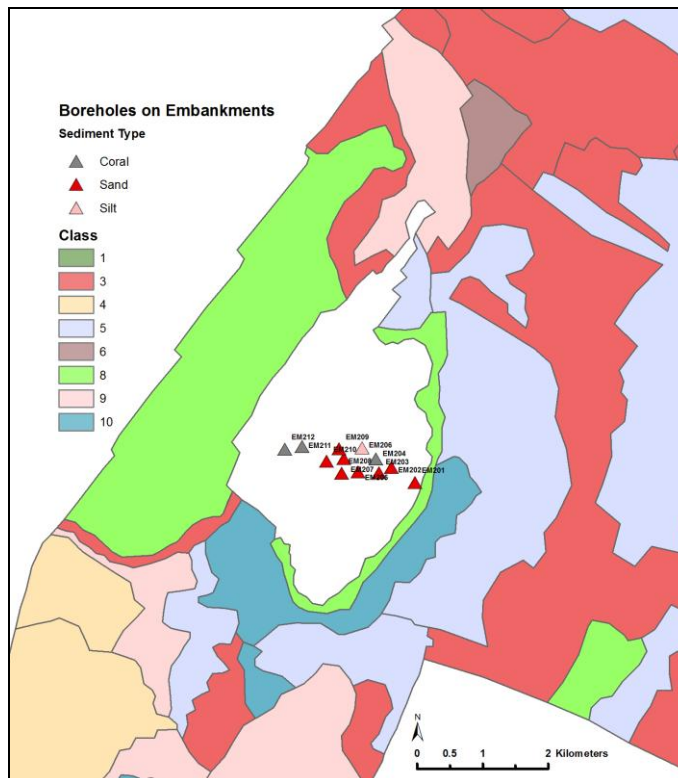 Boreholes on Embankments
Sediment Type
Coral
Sand
Silt
Class
1
3
4
5
6
8
9
10
EM212
EM211
EM209
EM210
EM206
EM208
EM204
EM203
EM207
EM202
EM201
EM205
N
0 0.5 1 2 Kilometers